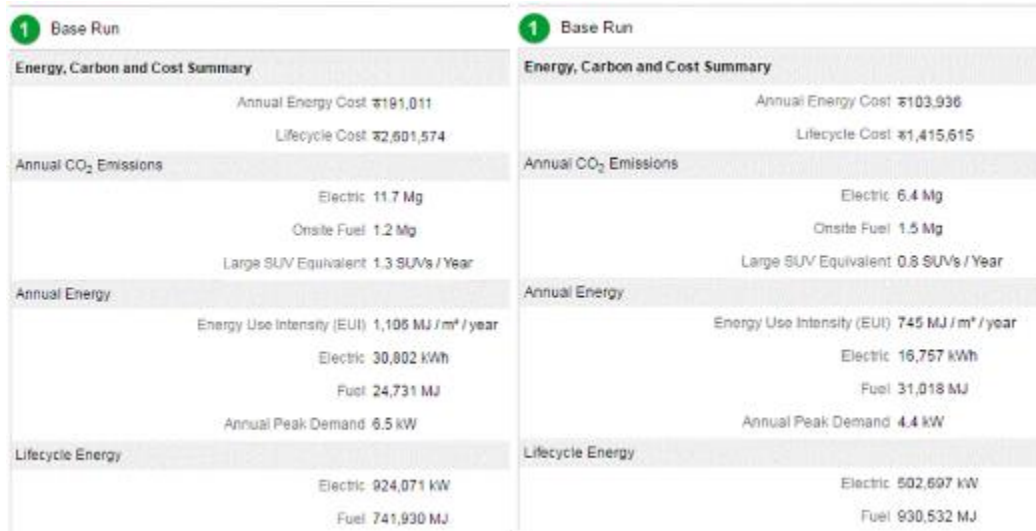 1 Base Run
Energy, Carbon and Cost Summary
Annual Energy Cost ₹191,011
Lifecycle Cost ₹2,601,574
Annual CO2 Emissions
Electric 11.7 Mg
Onsite Fuel 1.2 Mg
Large SUV Equivalent 1.3 SUVs / Year
Annual Energy
Energy Use Intensity (EUI) 1,106 MJ / m² / year
Electric 30,802 kWh
Fuel 24,731 MJ
Annual Peak Demand 6.5 kW
Lifecycle Energy
Electric 924,071 kW
Fuel 741,930 MJ
1 Base Run
Energy, Carbon and Cost Summary
Annual Energy Cost ₹103,936
Lifecycle Cost ₹1,415,615
Annual CO2 Emissions
Electric 6.4 Mg
Onsite Fuel 1.5 Mg
Large SUV Equivalent 0.8 SUVs / Year
Annual Energy
Energy Use Intensity (EUI) 745 MJ / m² / year
Electric 16,757 kWh
Fuel 31,018 MJ
Annual Peak Demand 4.4 kW
Lifecycle Energy
Electric 502,697 kW
Fuel 930,532 MJ